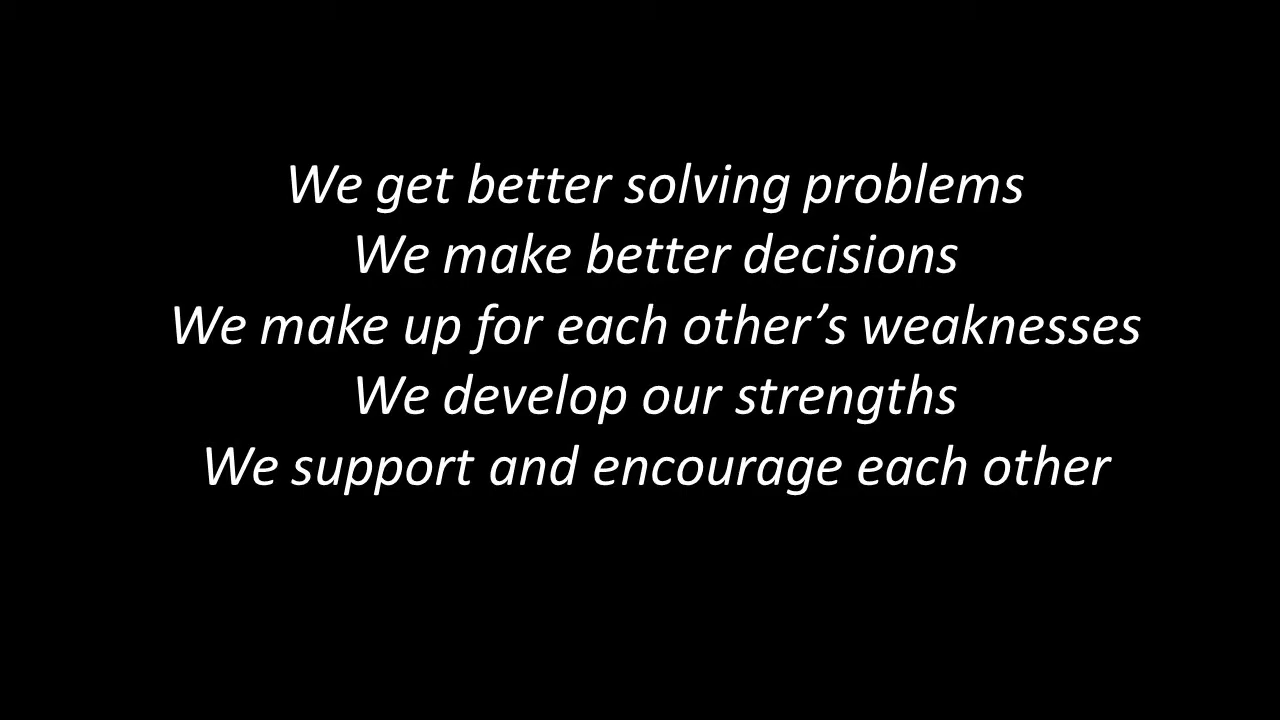 We get better solving problems
We make better decisions
We make up for each other’s weaknesses
We develop our strengths
We support and encourage each other